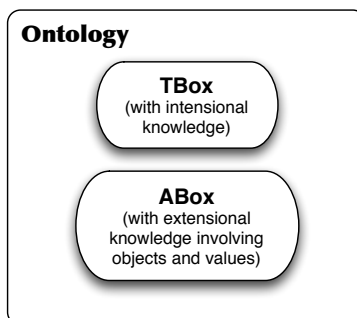 Ontology
TBox
(with intensional
knowledge)
ABox
(with extensional
knowledge involving
objects and values)